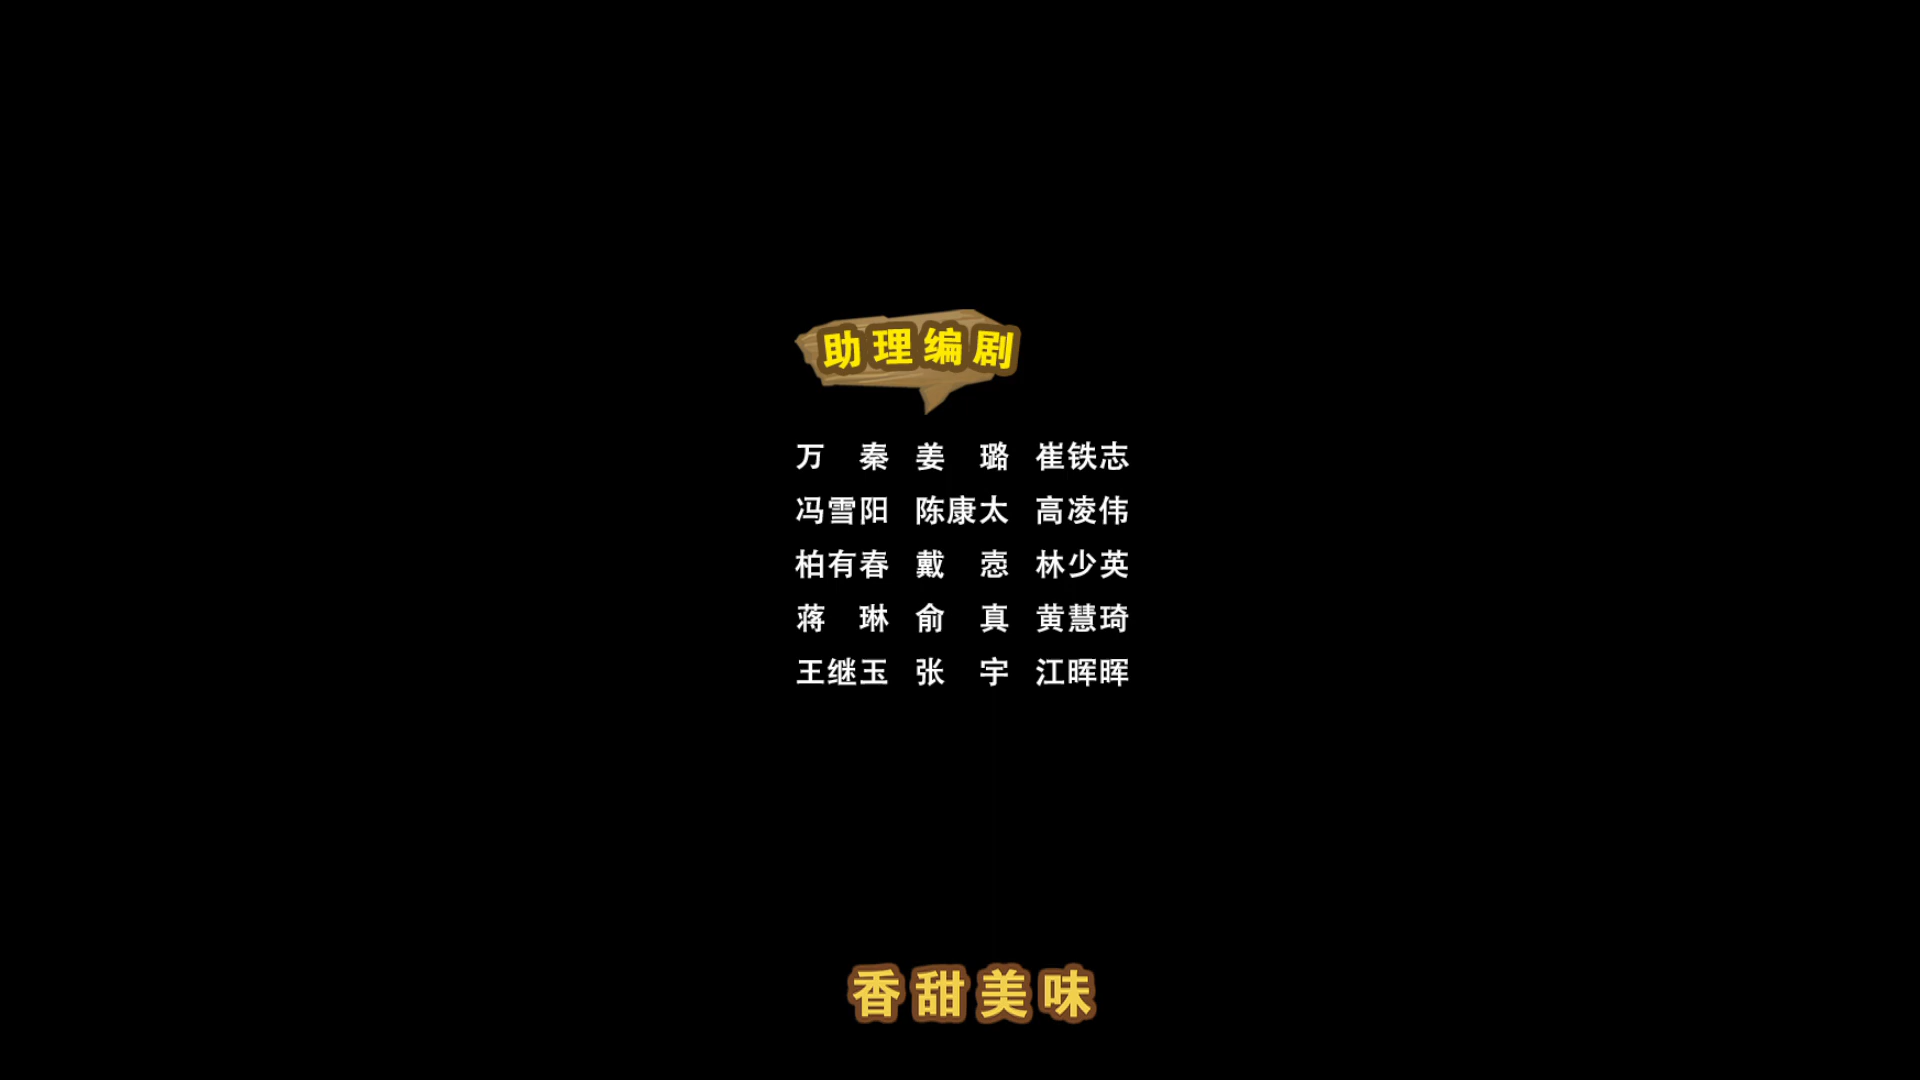 助理编剧
万 秦 姜 璐 崔铁志
冯雪阳 陈康太 高凌伟
柏有春 戴 悫 林少英
蒋 琳 俞 真 黄慧琦
王继玉 张 宇 江晖晖
香甜美味